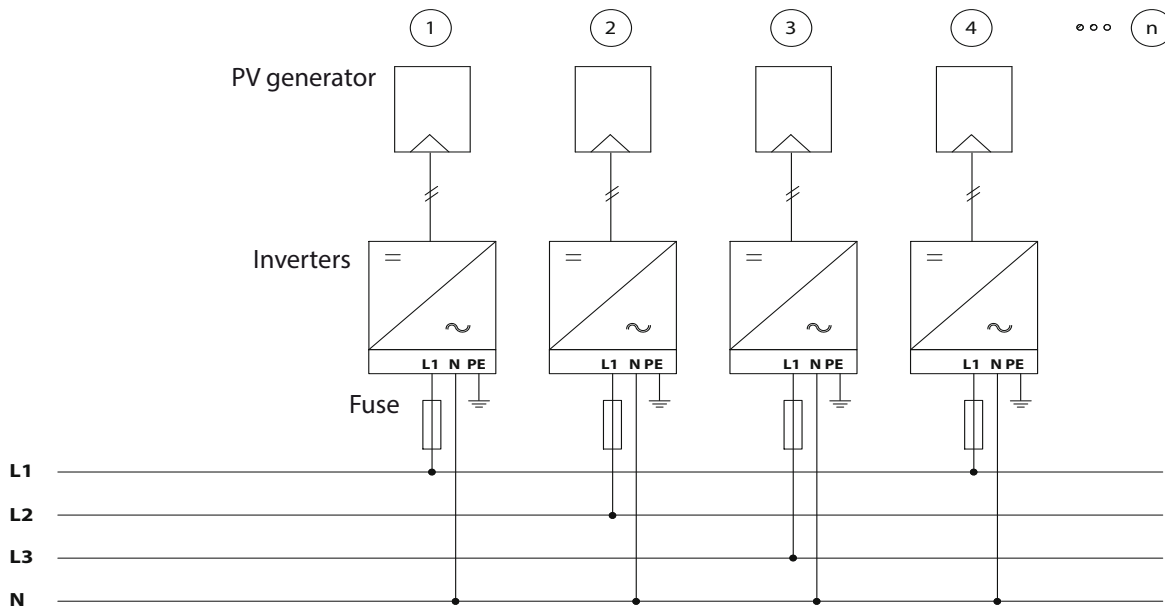 1 2 3 4 n
PV generator
Inverters
L1 N PE L1 N PE L1 N PE L1 N PE
Fuse
L1
L2
L3
N